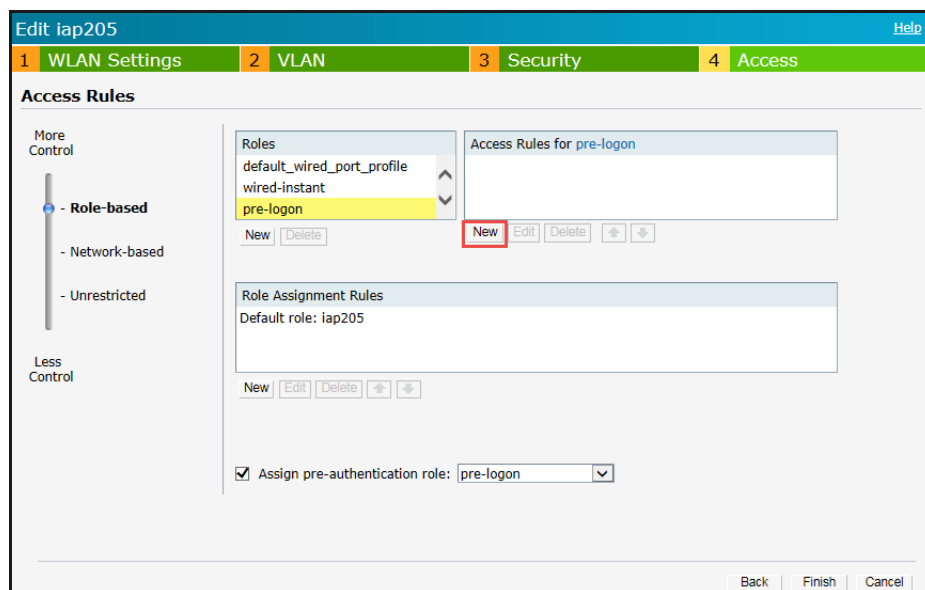 Edit iap205
Help
1 WLAN Settings
2 VLAN
3 Security
4 Access
Access Rules
More
Control
- Role-based
- Network-based
- Unrestricted
Less
Control
Roles
default_wired_port_profile
wired-instant
pre-logon
New Delete
Access Rules for pre-logon
New Edit Delete
Role Assignment Rules
Default role: iap205
New Edit Delete
Assign pre-authentication role: pre-logon
Back Finish Cancel